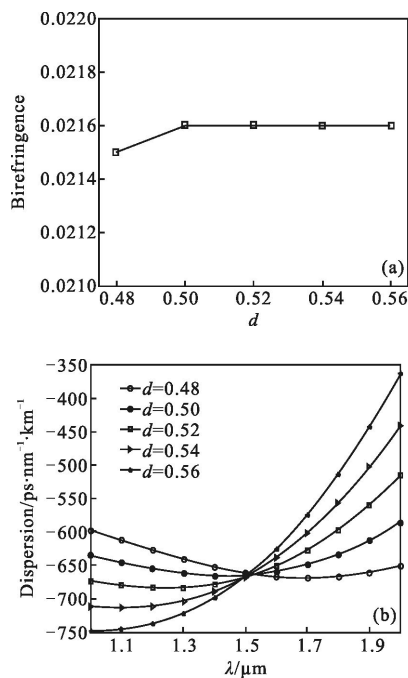 0.0220
0.0218
0.0216
0.0214
0.0212
0.0210
Birefringence
(a)
0.48 0.50 0.52 0.54 0.56
d
−350
−400
−450
−500
−550
−600
−650
−700
−750
Dispersion/ps·nm⁻¹·km⁻¹
d=0.48
d=0.50
d=0.52
d=0.54
d=0.56
(b)
1.1 1.3 1.5 1.7 1.9
λ/μm